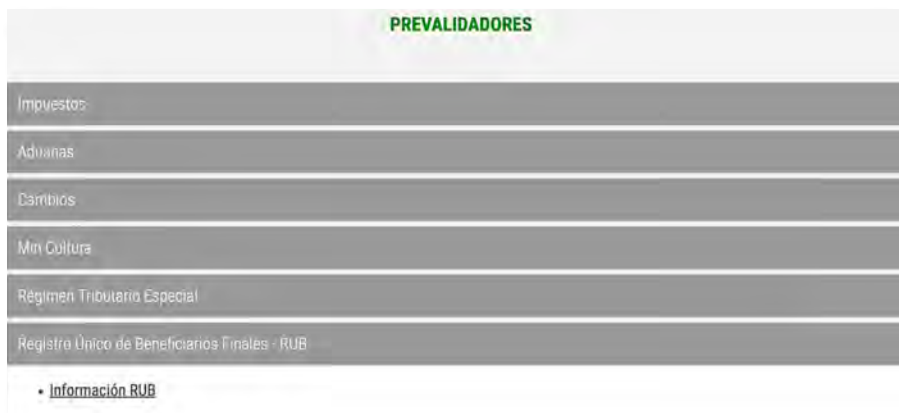 PREVALIDADORES
Impuestos
Aduanas
Cambios
Min Cultura
Régimen Tributario Especial
Registro Único de Beneficiarios Finales - RUB
• Información RUB